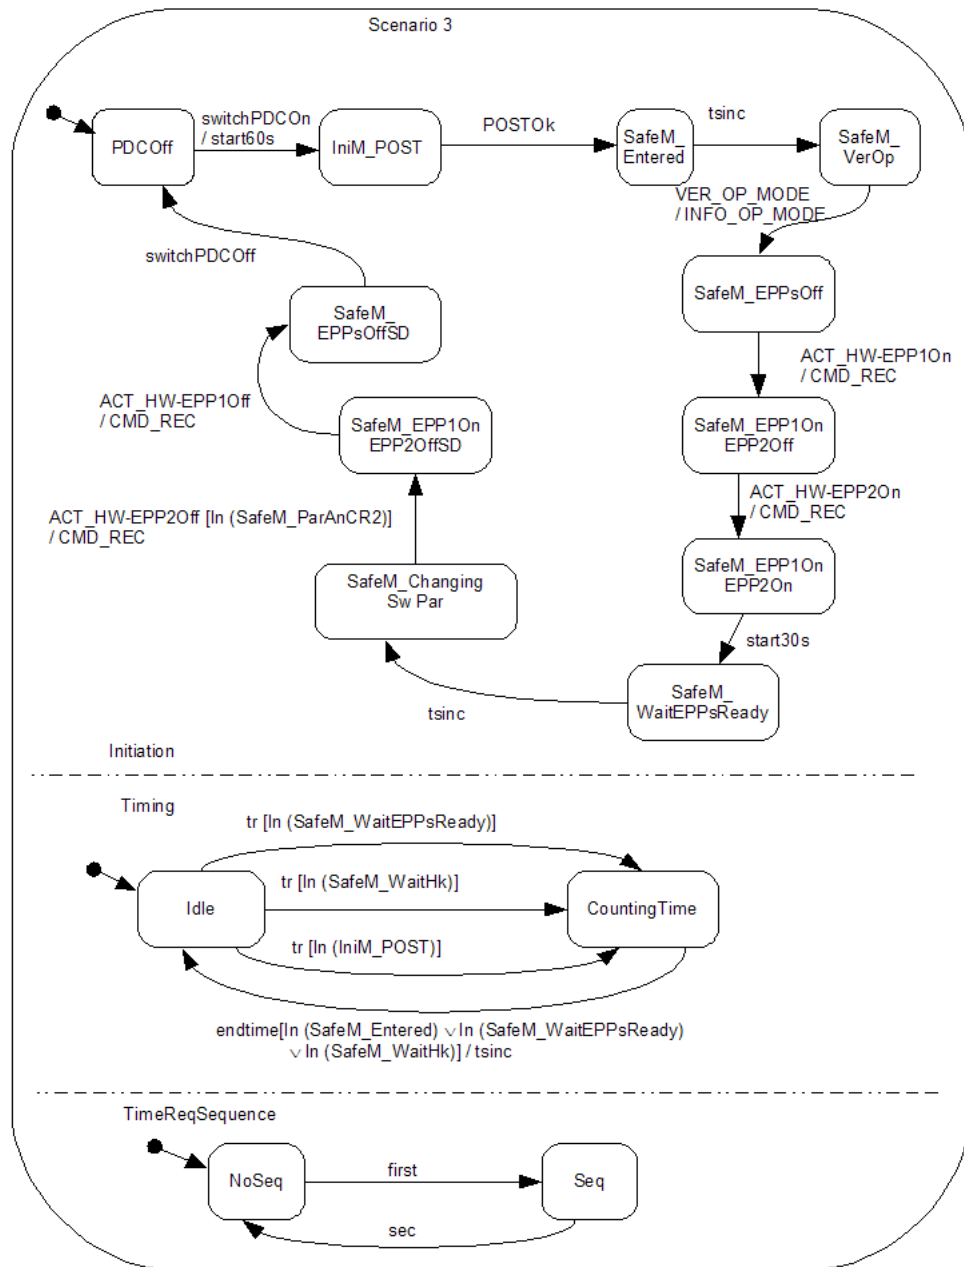 Scenario 3
switchPDCOn
/ start60s
PDCOff
IniM_POST
POSTOk
SafeM_
Entered
tsinc
SafeM_
VerOp
VER_OP_MODE
/ INFO_OP_MODE
switchPDCOff
SafeM_EPPsOff
SafeM_
EPPsOffSD
ACT_HW-EPP1On
/ CMD_REC
ACT_HW-EPP1Off
/ CMD_REC
SafeM_EPP1On
EPP2OffSD
SafeM_EPP1On
EPP2Off
ACT_HW-EPP2On
/ CMD_REC
ACT_HW-EPP2Off [In (SafeM_ParAnCR2)]
/ CMD_REC
SafeM_EPP1On
EPP2On
SafeM_Changing
Sw Par
start30s
SafeM_
WaitEPPsReady
tsinc
Initiation
Timing
tr [In (SafeM_WaitEPPsReady)]
tr [In (SafeM_WaitHk)]
Idle
CountingTime
tr [In (IniM_POST)]
endtime[In (SafeM_Entered) ∨ In (SafeM_WaitEPPsReady)
∨ In (SafeM_WaitHk)] / tsinc
TimeReqSequence
first
NoSeq
Seq
sec